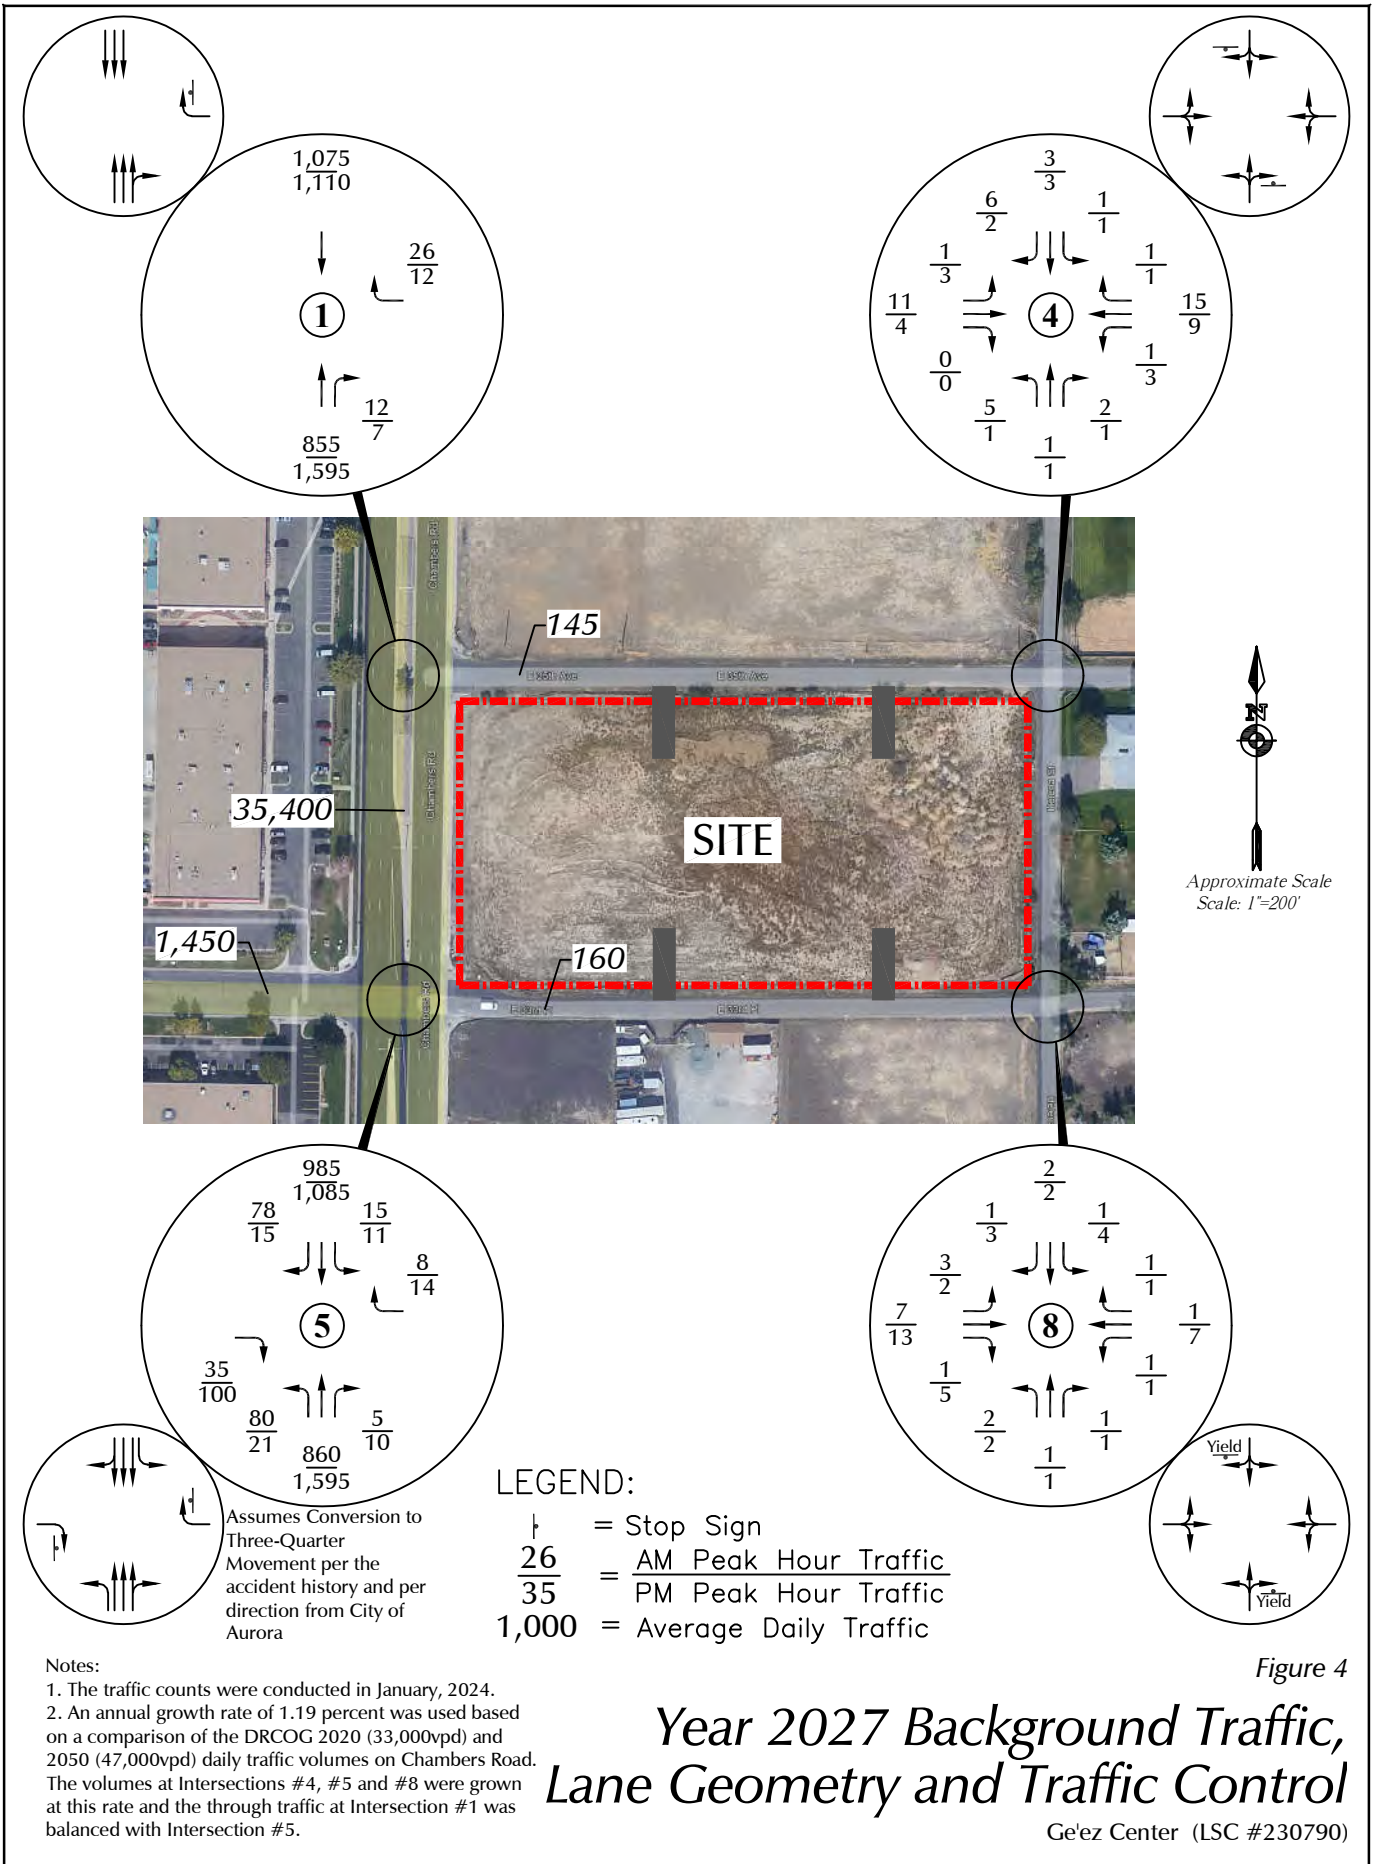 1,075
1,110
26
12
1
12
7
855
1,595
3
3
6
2
1
1
1
3
1
1
11
4
4
15
9
0
0
1
3
5
1
2
1
1
1
Chambers Rd
145
E 35th Ave
E 35th Ave
N
Chambers Rd
35,400
SITE
Approximate Scale
Scale: 1"=200'
1,450
160
Chambers Rd
E 33rd Pl
E 33rd Pl
985
1,085
78
15
15
11
8
14
5
35
100
80
21
5
10
860
1,595
2
2
1
3
1
4
3
2
1
1
7
13
8
1
7
1
5
1
1
2
2
1
1
1
1
Yield
Yield
Assumes Conversion to
Three-Quarter
Movement per the
accident history and per
direction from City of
Aurora
LEGEND:
= Stop Sign
26
35
= AM Peak Hour Traffic
PM Peak Hour Traffic
1,000 = Average Daily Traffic
Notes:
1. The traffic counts were conducted in January, 2024.
2. An annual growth rate of 1.19 percent was used based
on a comparison of the DRCOG 2020 (33,000vpd) and
2050 (47,000vpd) daily traffic volumes on Chambers Road.
The volumes at Intersections #4, #5 and #8 were grown
at this rate and the through traffic at Intersection #1 was
balanced with Intersection #5.
Figure 4
Year 2027 Background Traffic,
Lane Geometry and Traffic Control
Ge'ez Center (LSC #230790)